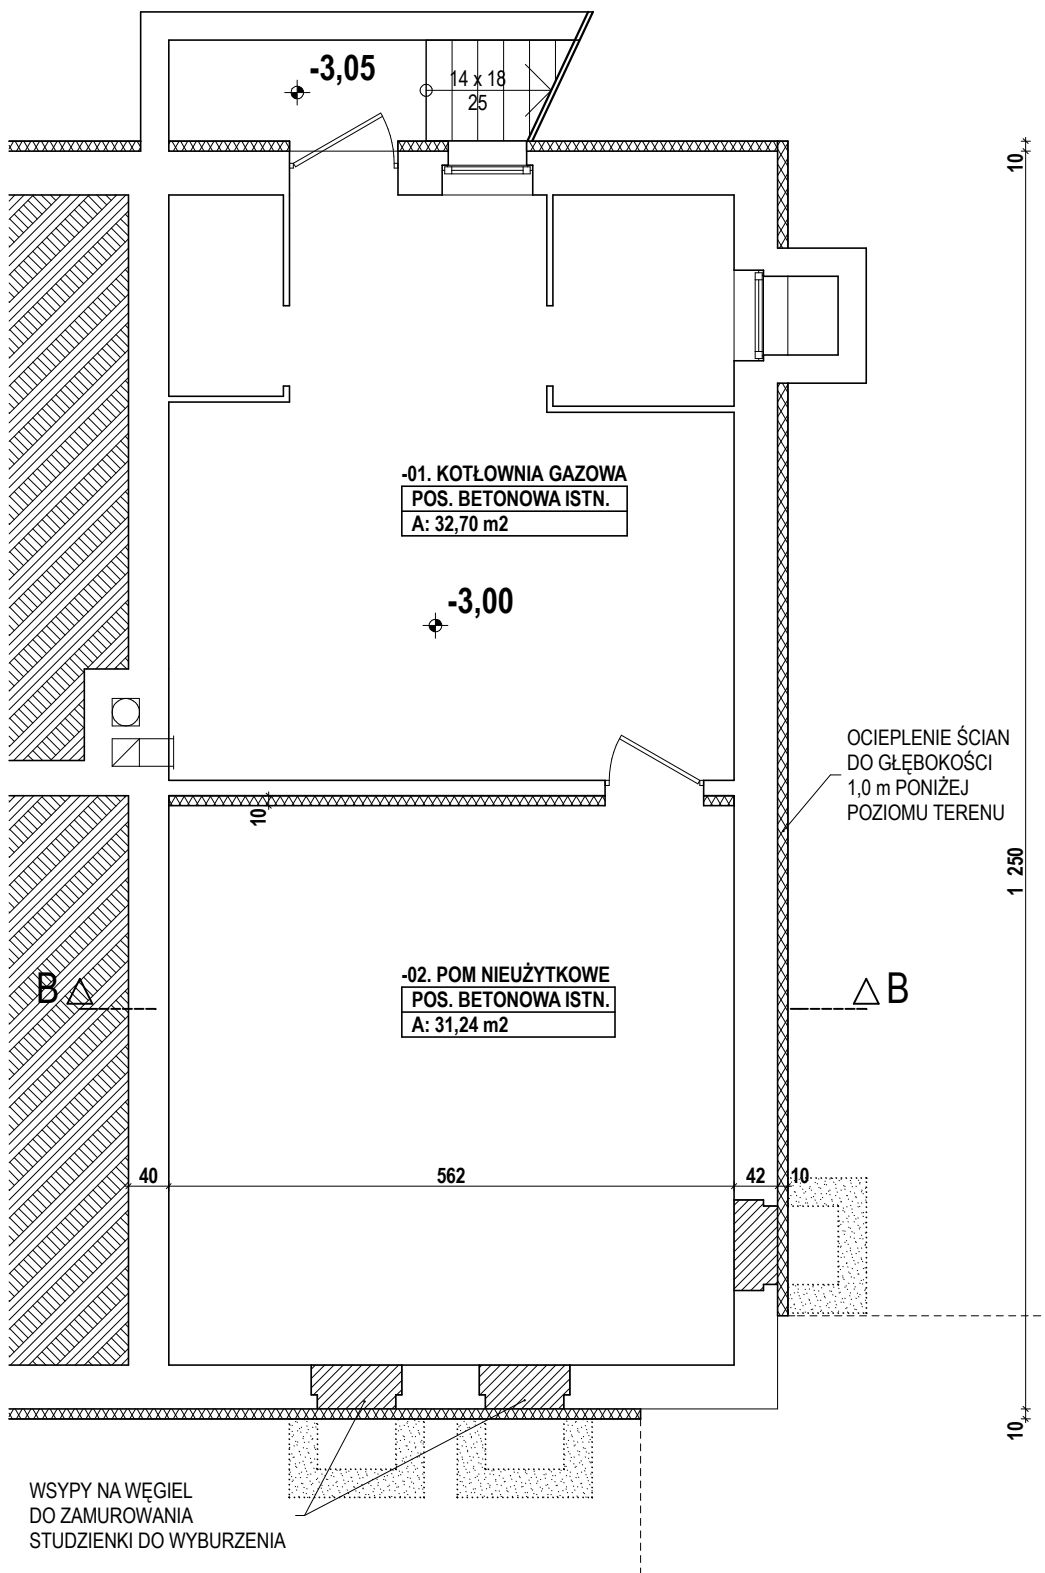 -3,05
14 x 18
25
10
-01. KOTŁOWNIA GAZOWA
POS. BETONOWA ISTN.
A: 32,70 m2
-3,00
OCIEPLENIE ŚCIAN
DO GŁĘBOKOŚCI
1,0 m PONIŻEJ
POZIOMU TERENU
10
1 250
-02. POM NIEUŻYTKOWE
POS. BETONOWA ISTN.
A: 31,24 m2
B
B
40
562
42
10
10
WSYPY NA WĘGIEL
DO ZAMUROWANIA
STUDZIENKI DO WYBURZENIA